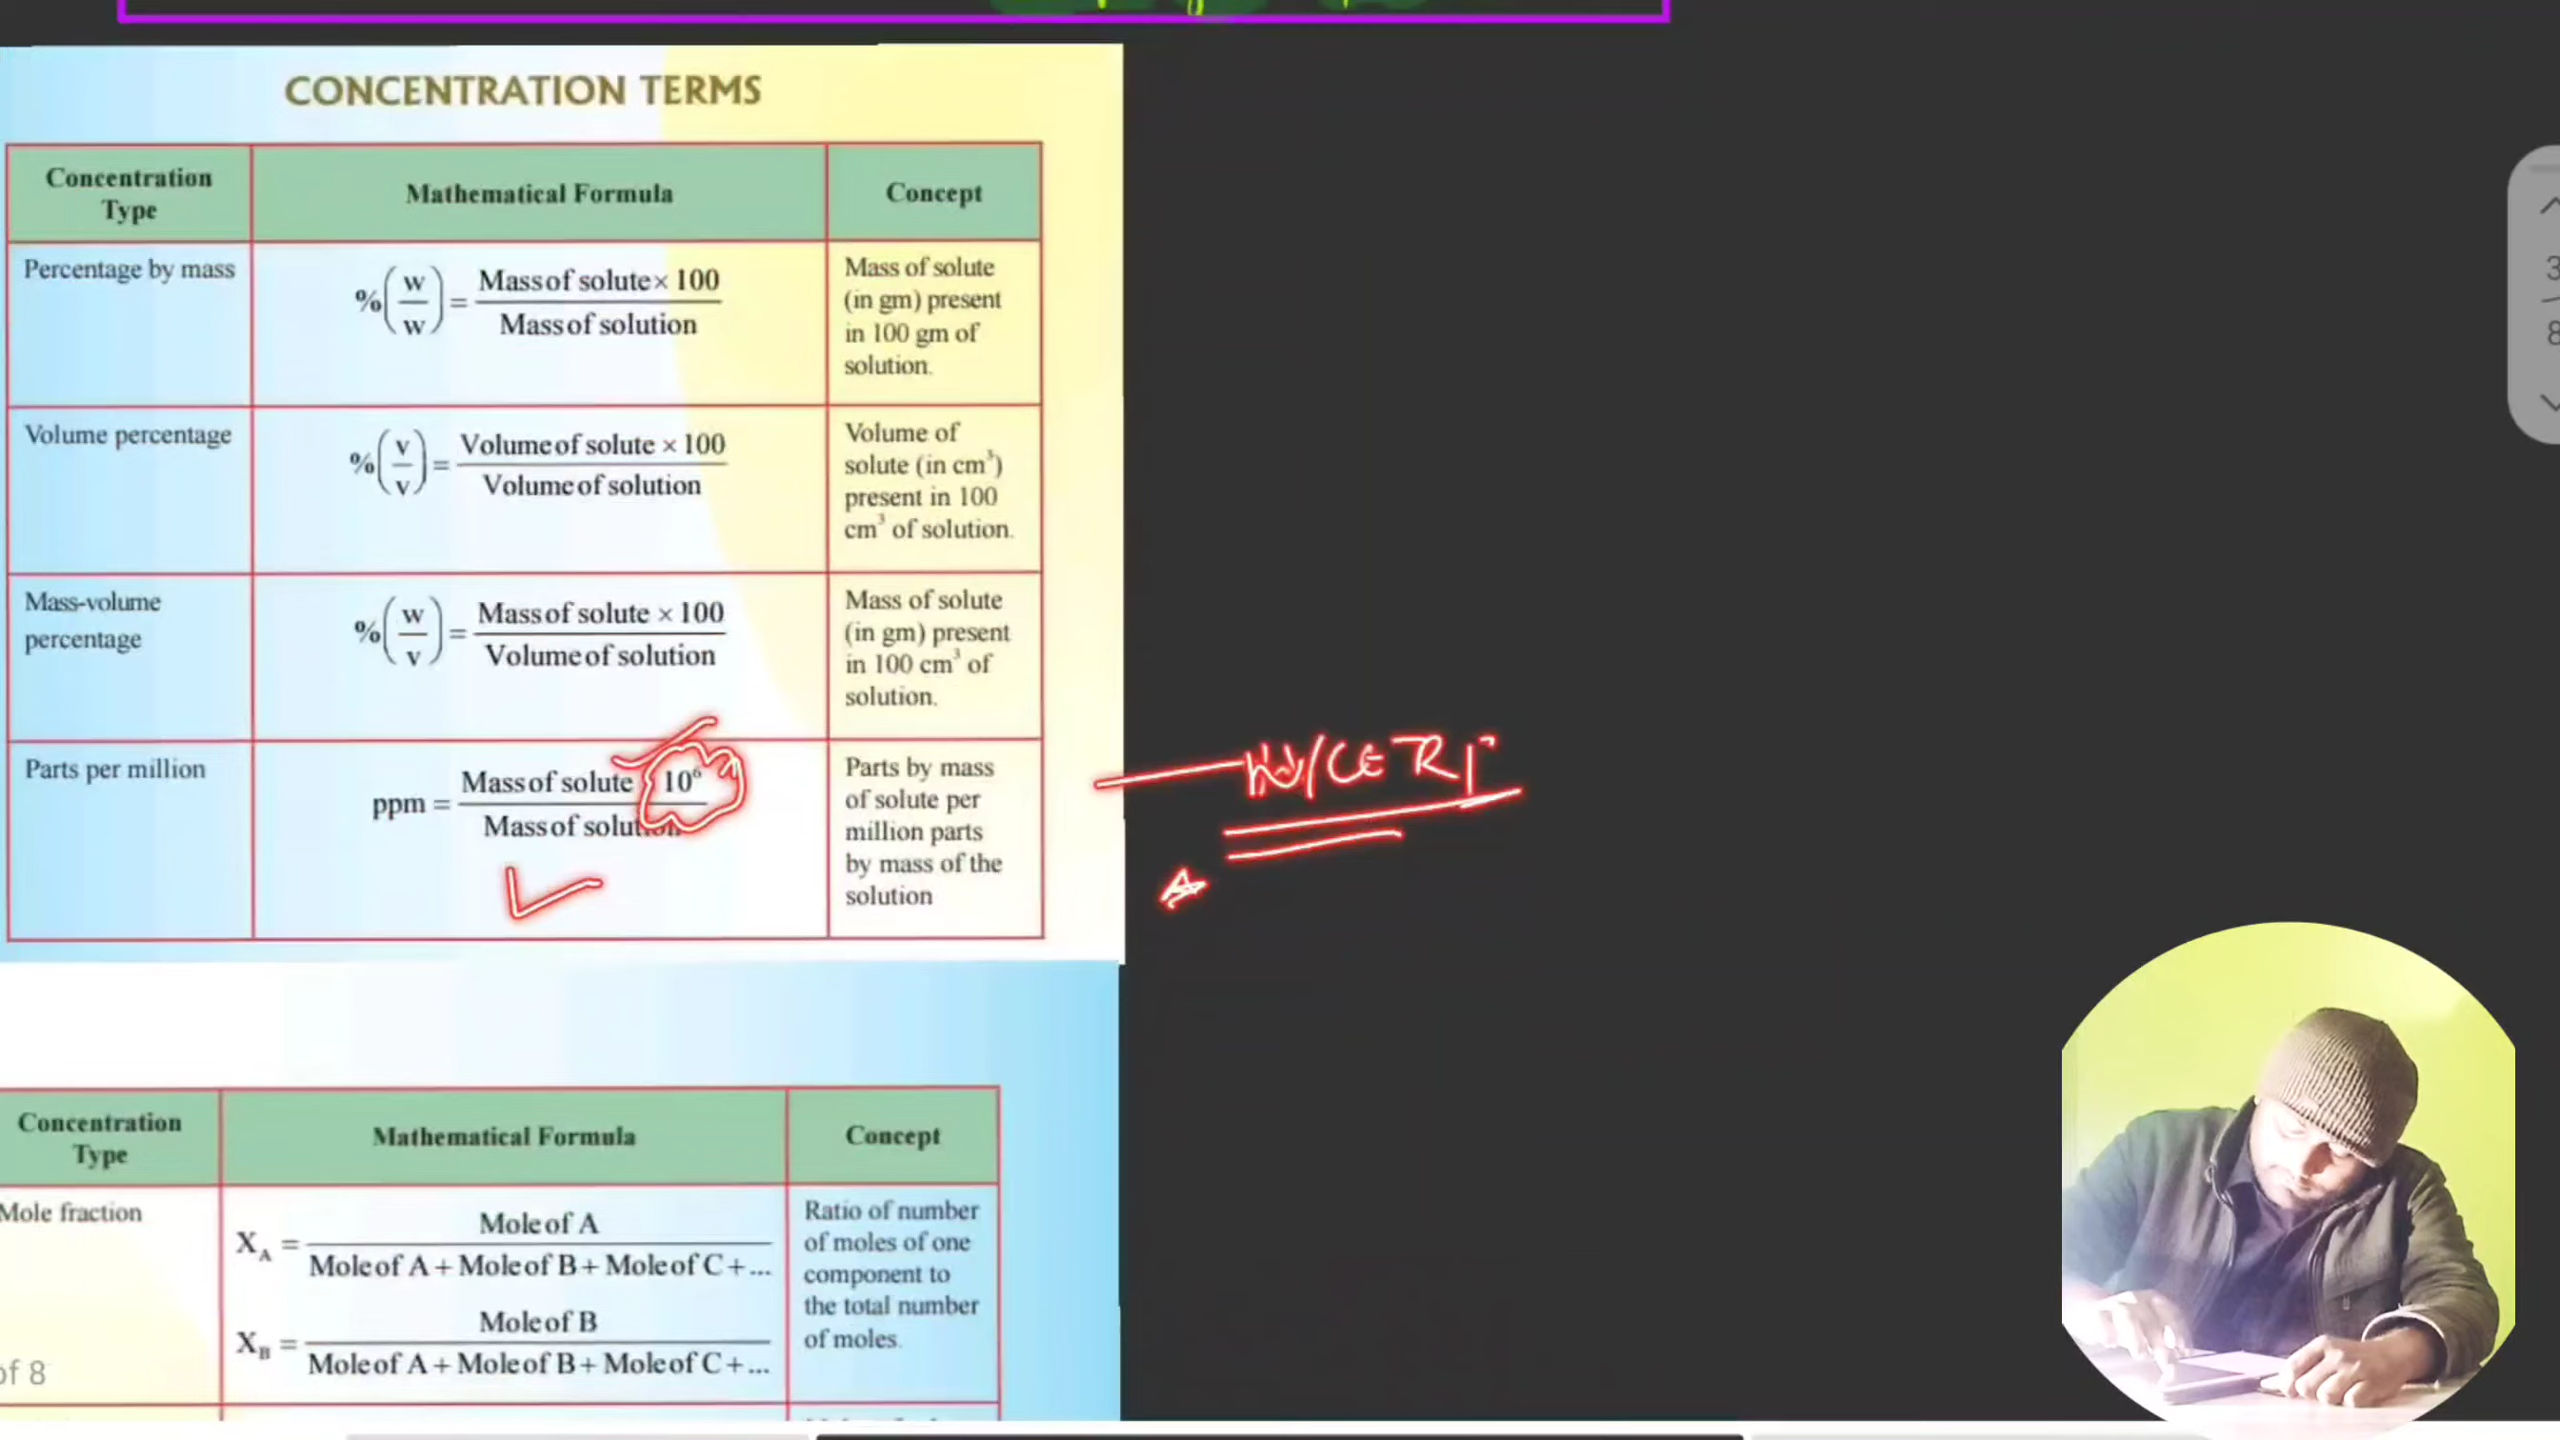 CONCENTRATION TERMS
Concentration Type
Mathematical Formula
Concept
Percentage by mass
%(w/w) = Mass of solute × 100 / Mass of solution
Mass of solute
(in gm) present
in 100 gm of
solution.
Volume percentage
%(v/v) = Volume of solute × 100 / Volume of solution
Volume of
solute (in cm³)
present in 100
cm³ of solution.
Mass-volume
percentage
%(w/v) = Mass of solute × 100 / Volume of solution
Mass of solute
(in gm) present
in 100 cm³ of
solution.
Parts per million
ppm = Mass of solute 10⁶ / Mass of solution
Parts by mass
of solute per
million parts
by mass of the
solution
Concentration Type
Mathematical Formula
Concept
Mole fraction
X_A = Mole of A / Mole of A + Mole of B + Mole of C + ...
X_B = Mole of B / Mole of A + Mole of B + Mole of C + ...
Ratio of number
of moles of one
component to
the total number
of moles.
of 8
3
8